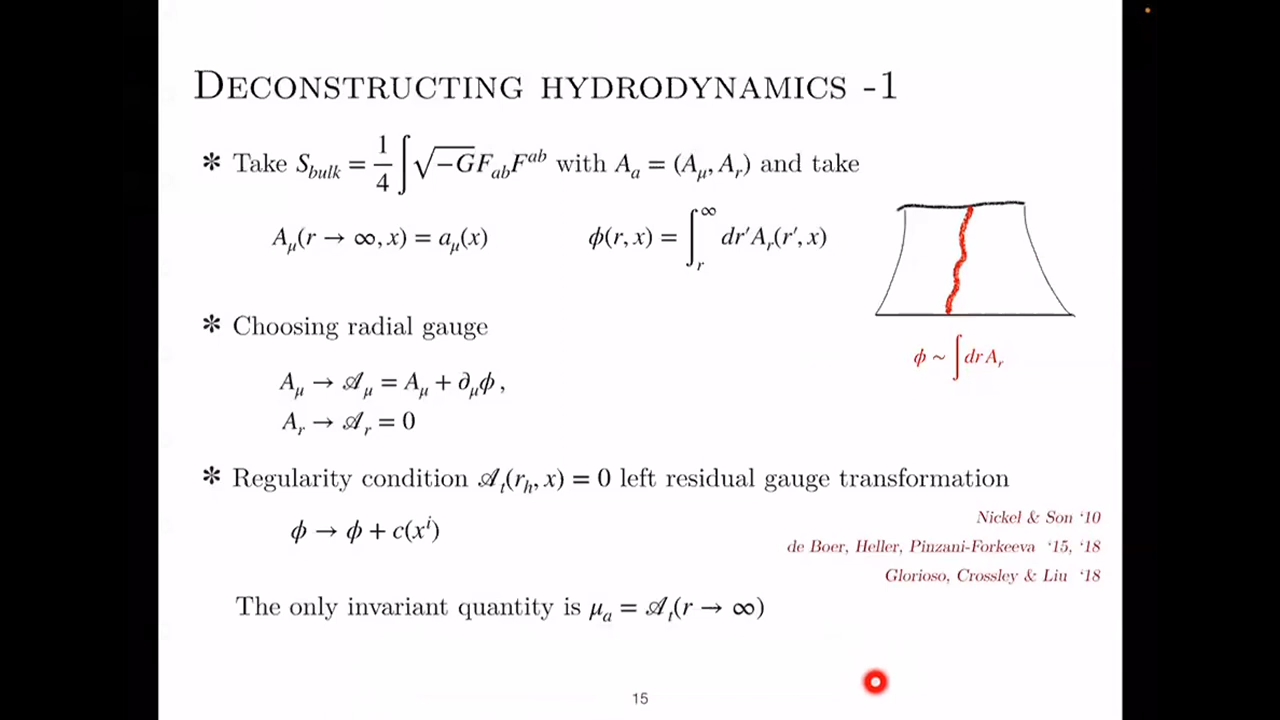 DECONSTRUCTING HYDRODYNAMICS -1
* Take S_bulk = 1/4 ∫ √−G F_ab F^ab with A_a = (A_μ, A_r) and take
A_μ(r → ∞, x) = a_μ(x)    ϕ(r, x) = ∫_r^∞ dr′A_r(r′, x)
* Choosing radial gauge
ϕ ~ ∫ dr A_r
A_μ → 𝒜_μ = A_μ + ∂_μϕ ,
A_r → 𝒜_r = 0
* Regularity condition 𝒜_t(r_h, x) = 0 left residual gauge transformation
ϕ → ϕ + c(x^i)
Nickel & Son ‘10
de Boer, Heller, Pinzani-Forkeeva ‘15, ‘18
Glorioso, Crossley & Liu ‘18
The only invariant quantity is μ_a = 𝒜_t(r → ∞)
15